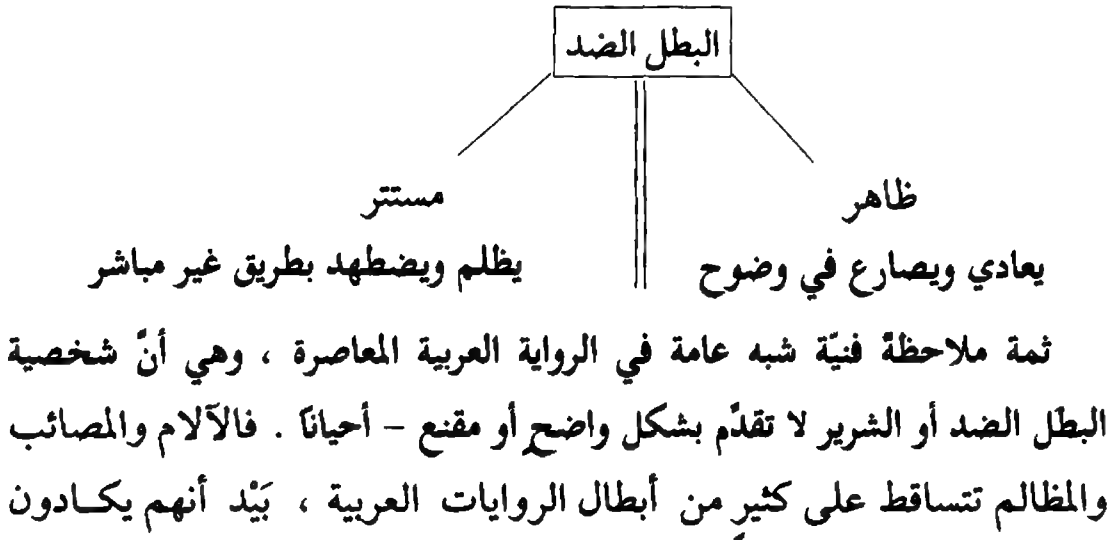 البطل الضد
ظاهر مستتر
يعادي ويصارع في وضوح يظلم ويضطهد بطريق غير مباشر
ثمة ملاحظةً فنيّة شبه عامة في الرواية العربية المعاصرة ، وهي أنَّ شخصية
البطل الضد أو الشرير لا تقدَّم بشكل واضحٍ أو مقنع – أحيانًا . فالآلام والمصائب
والمظالم تتساقط على كثيرٍ من أبطال الروايات العربية ، بَيْد أنهم يكادون